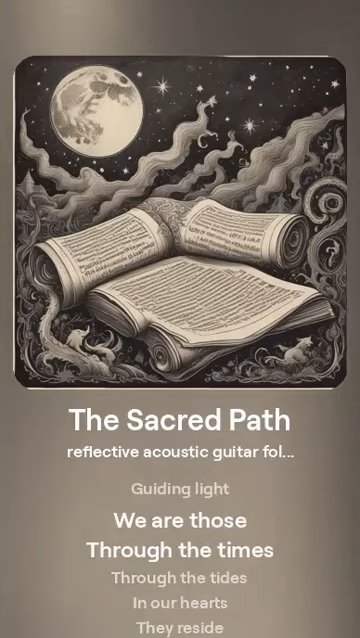 The Sacred Path
reflective acoustic guitar fol...
Guiding light
We are those
Through the times
Through the tides
In our hearts
They reside